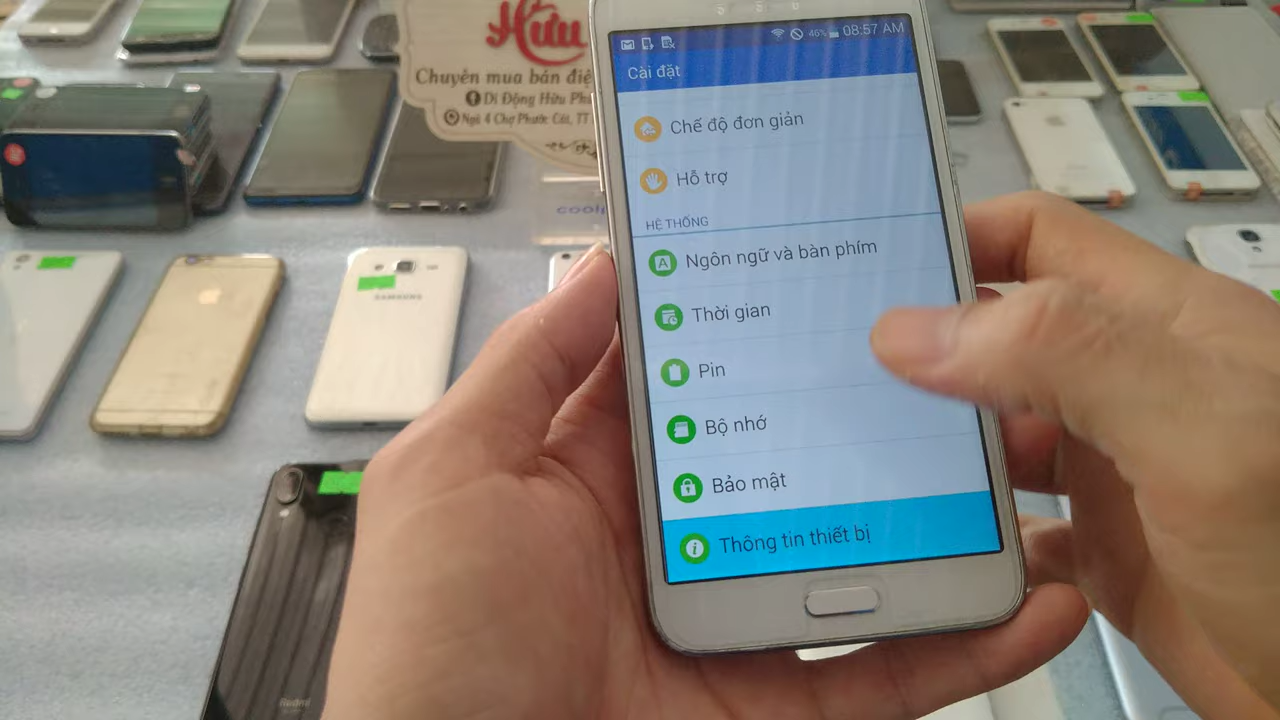 Hữu
Chuyên mua bán
Di Động Hữu
Ngã 4 Chợ Phước Cát, TT
46% 08:57 AM
Cài đặt
Chế độ đơn giản
Hỗ trợ
HỆ THỐNG
Ngôn ngữ và bàn phím
Thời gian
Pin
Bộ nhớ
Bảo mật
Thông tin thiết bị
SAMSUNG
Redmi